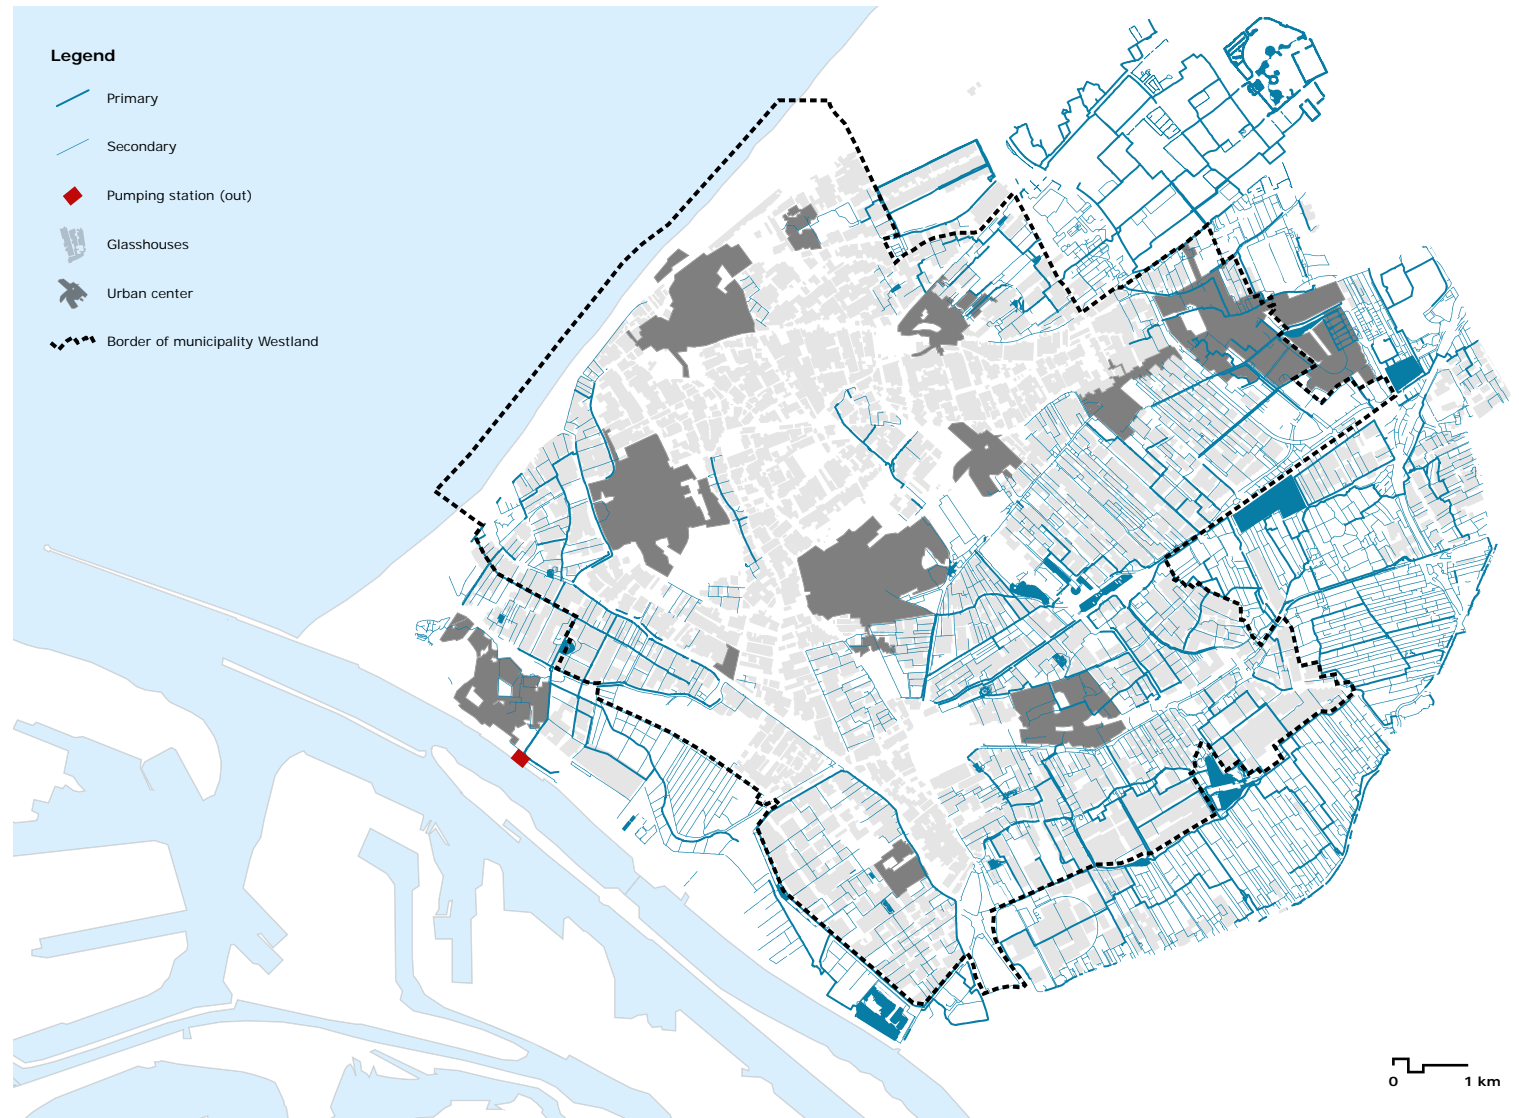 Legend
Primary
Secondary
Pumping station (out)
Glasshouses
Urban center
Border of municipality Westland
0 1 km